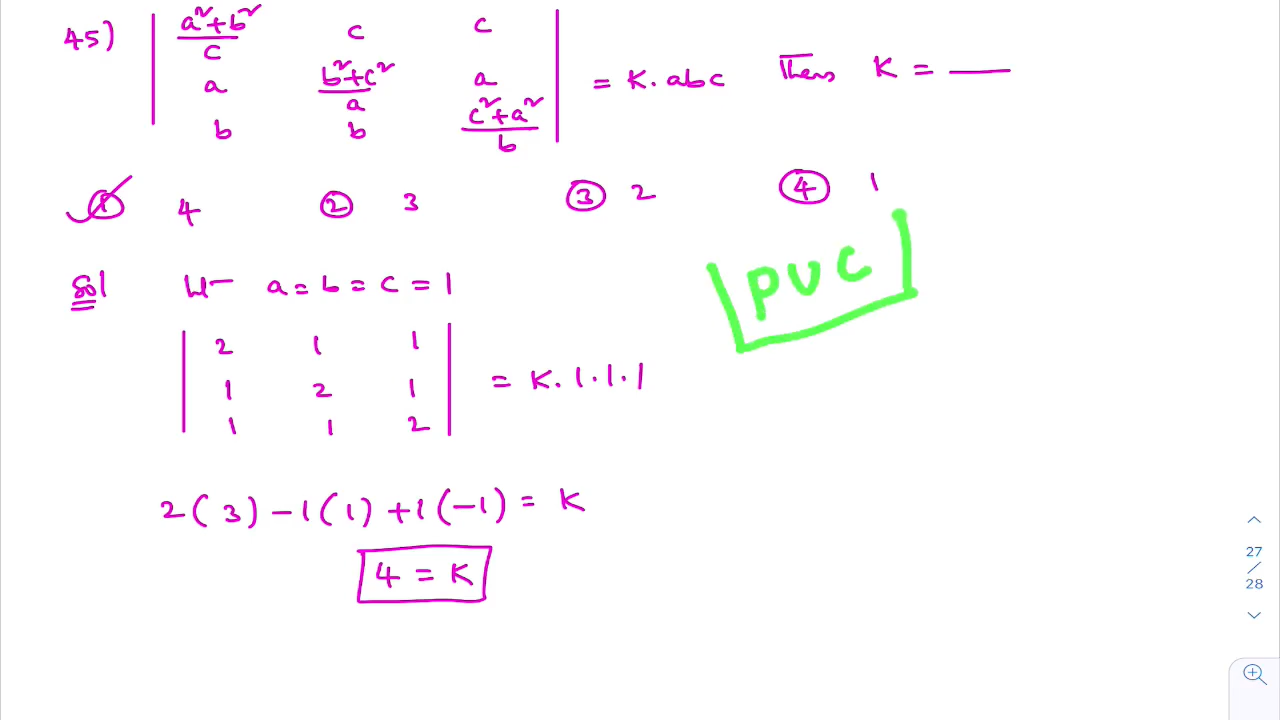 45) | (a²+b²)/c c c |
| a (b²+c²)/a a | = K. abc Then K = ___
| b b (c²+a²)/b |
① 4 ② 3 ③ 2 ④ 1
Sol Let a = b = c = 1
PUC
| 2 1 1 |
| 1 2 1 | = K. 1. 1. 1
| 1 1 2 |
2(3) - 1(1) + 1(-1) = K
4 = K
27
/
28